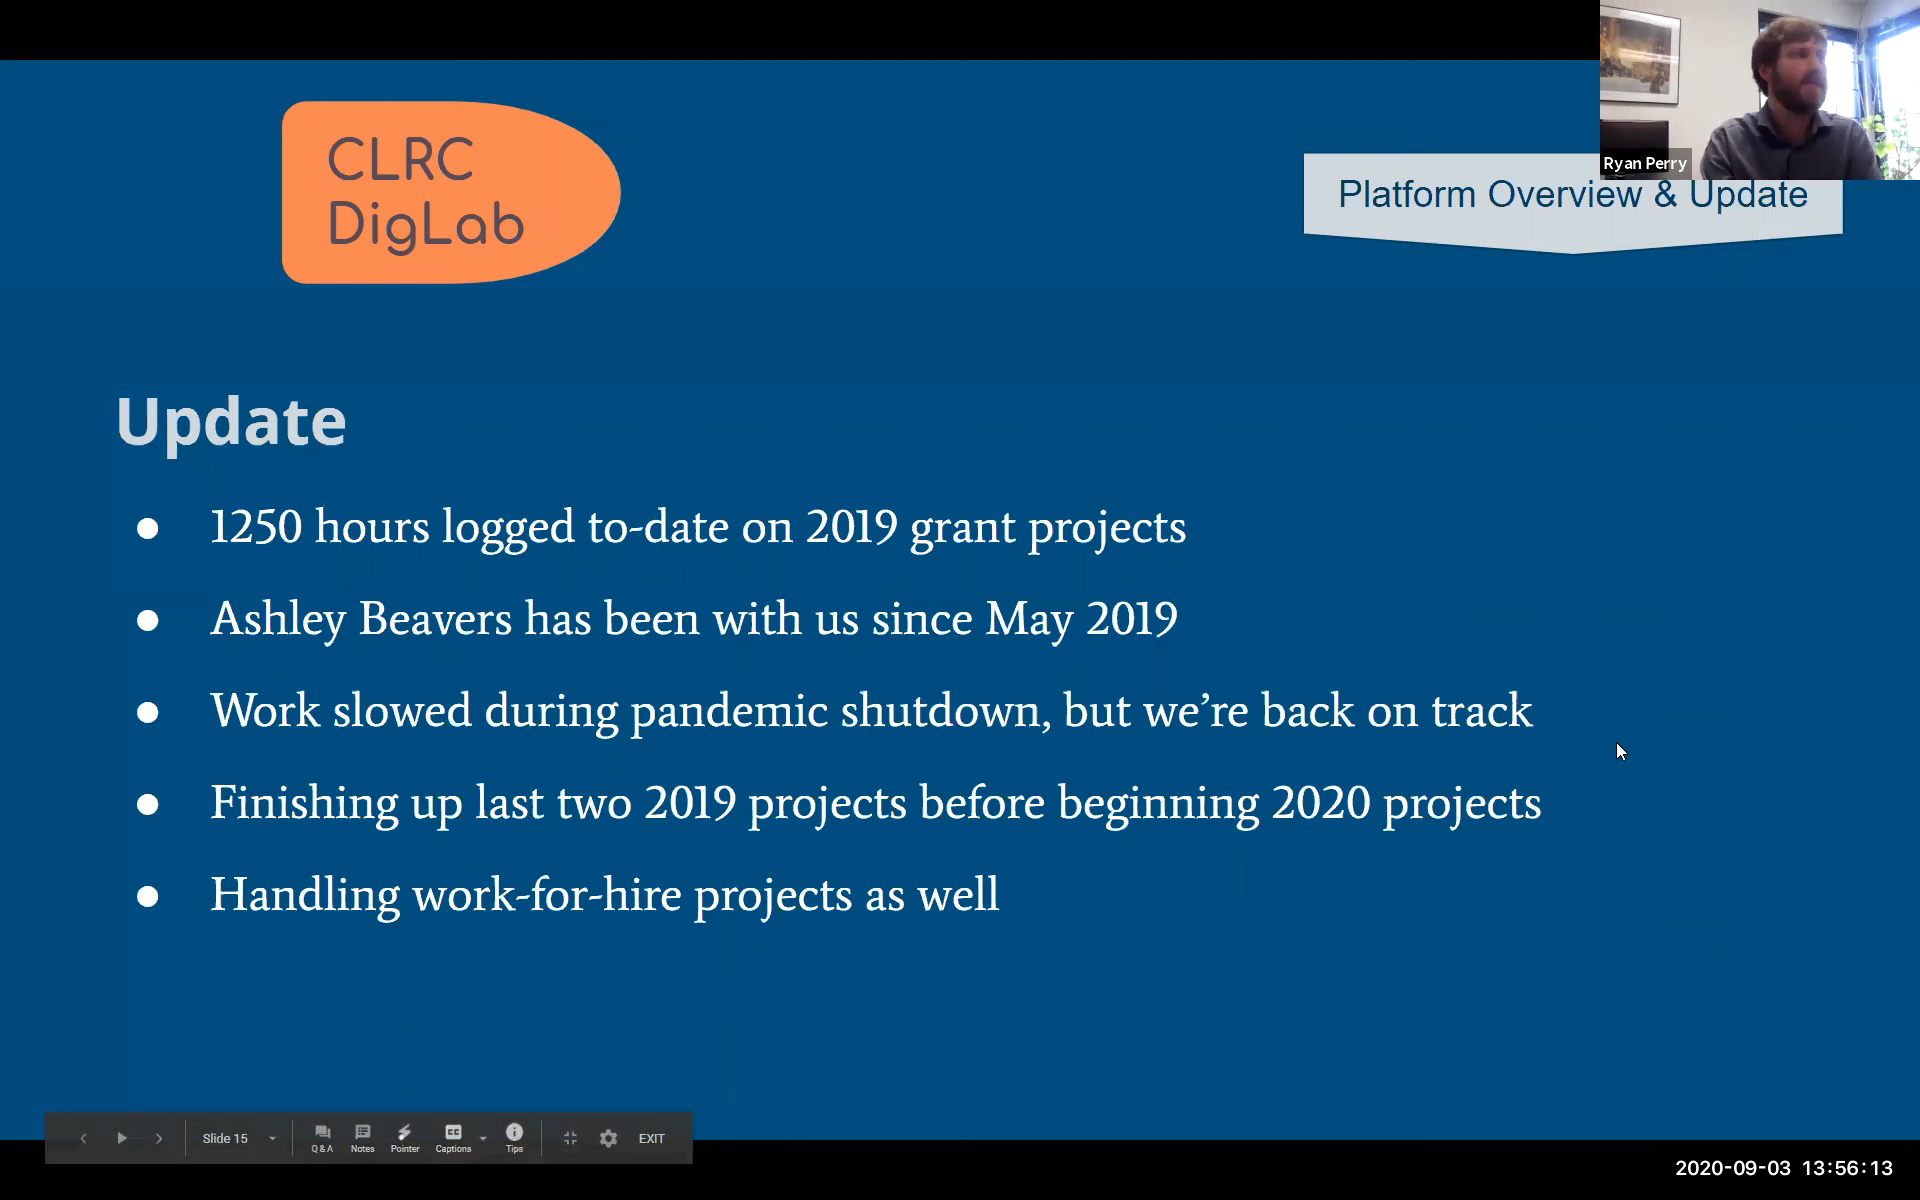 CLRC
DigLab
Ryan Perry
Platform Overview & Update
Update
1250 hours logged to-date on 2019 grant projects
Ashley Beavers has been with us since May 2019
Work slowed during pandemic shutdown, but we’re back on track
Finishing up last two 2019 projects before beginning 2020 projects
Handling work-for-hire projects as well
Slide 15
Q & A
Notes
Pointer
CC
Captions
Tips
EXIT
2020-09-03 13:56:13